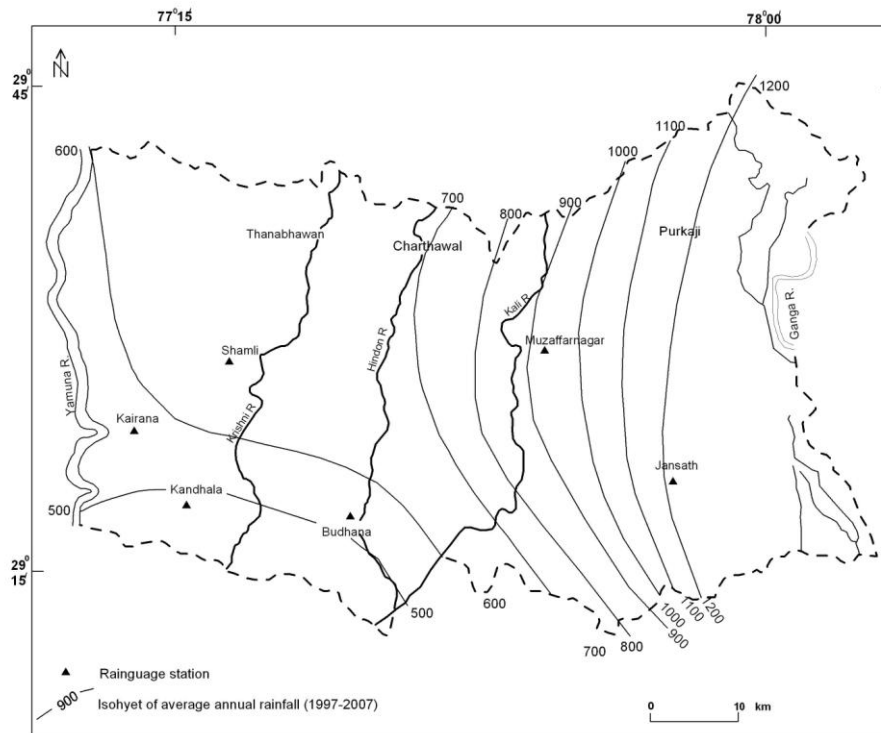 77°15' 78°00'
N
29°
45
1200
1100
600
1000
700
900
800
Thanabhawan
Charthawal
Purkaji
Kali R
Ganga R.
Yamuna R.
Shamli
Hindon R
Muzaffarnagar
Kairana
Krishni R
Jansath
Kandhala
500
Budhana
29°
15
500
600
1000
1100
1200
900
800
700
Rainguage station
900
Isohyet of average annual rainfall (1997-2007)
0 10 km